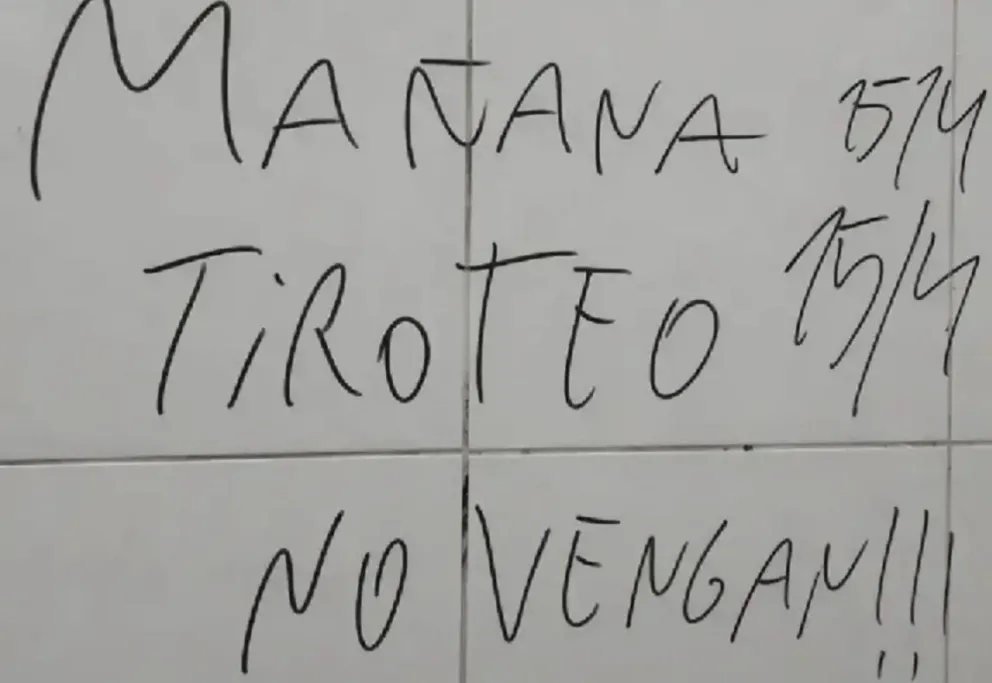 MAÑANA 15/4
TiROTEO 15/4
NO VENGAN!!!